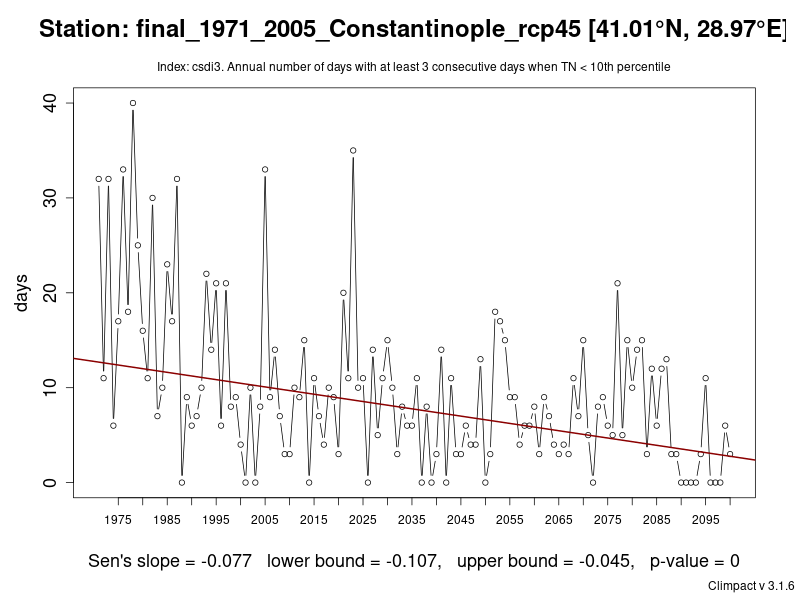 Station: final_1971_2005_Constantinople_rcp45 [41.01°N, 28.97°E]
Index: csdi3. Annual number of days with at least 3 consecutive days when TN < 10th percentile
days
40
30
20
10
0
1975 1985 1995 2005 2015 2025 2035 2045 2055 2065 2075 2085 2095
Sen's slope = -0.077 lower bound = -0.107, upper bound = -0.045, p-value = 0
Climpact v 3.1.6